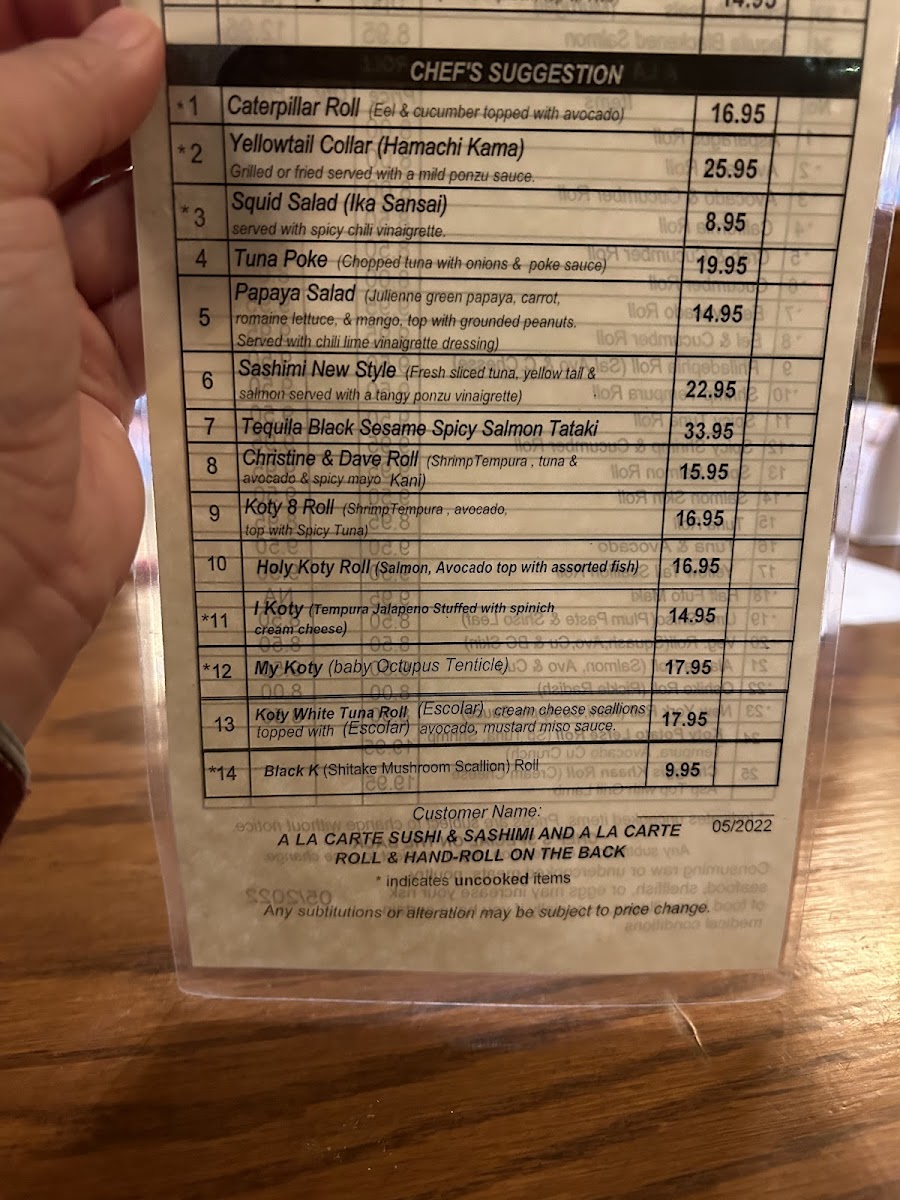 14.95
CHEF'S SUGGESTION
*1 Caterpillar Roll (Eel & cucumber topped with avocado) 16.95
*2 Yellowtail Collar (Hamachi Kama)
Grilled or fried served with a mild ponzu sauce. 25.95
*3 Squid Salad (Ika Sansai)
served with spicy chili vinaigrette. 8.95
4 Tuna Poke (Chopped tuna with onions & poke sauce) 19.95
Papaya Salad (Julienne green papaya, carrot,
5 romaine lettuce, & mango, top with grounded peanuts. 14.95
Served with chili lime vinaigrette dressing)
6 Sashimi New Style (Fresh sliced tuna, yellow tail &
salmon served with a tangy ponzu vinaigrette) 22.95
7 Tequila Black Sesame Spicy Salmon Tataki 33.95
8 Christine & Dave Roll (ShrimpTempura , tuna &
avocado & spicy mayo Kani) 15.95
9 Koty 8 Roll (ShrimpTempura , avocado,
top with Spicy Tuna) 16.95
10 Holy Koty Roll (Salmon, Avocado top with assorted fish) 16.95
*11 I Koty (Tempura Jalapeno Stuffed with spinich
cream cheese) 14.95
*12 My Koty (baby Octupus Tenticle) 17.95
13 Koty White Tuna Roll (Escolar) cream cheese scallions
topped with (Escolar) avocado, mustard miso sauce. 17.95
*14 Black K (Shitake Mushroom Scallion) Roll 9.95
Customer Name:
05/2022
A LA CARTE SUSHI & SASHIMI AND A LA CARTE
ROLL & HAND-ROLL ON THE BACK
* indicates uncooked items
Any subtitutions or alteration may be subject to price change.